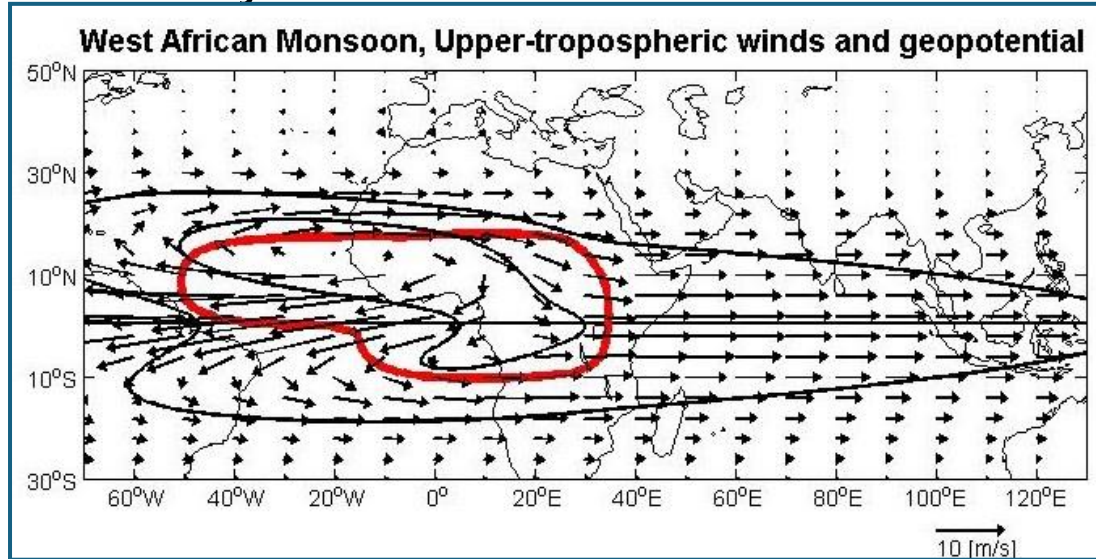 West African Monsoon, Upper-tropospheric winds and geopotential
50°N
30°N
10°N
10°S
30°S
60°W 40°W 20°W 0° 20°E 40°E 60°E 80°E 100°E 120°E
10 [m/s]